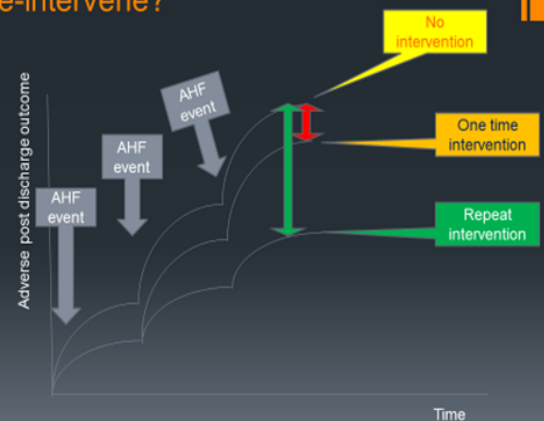 e-intervene?
No
intervention
AHF
event
AHF
event
AHF
event
One time
intervention
Repeat
intervention
Adverse post discharge outcome
Time